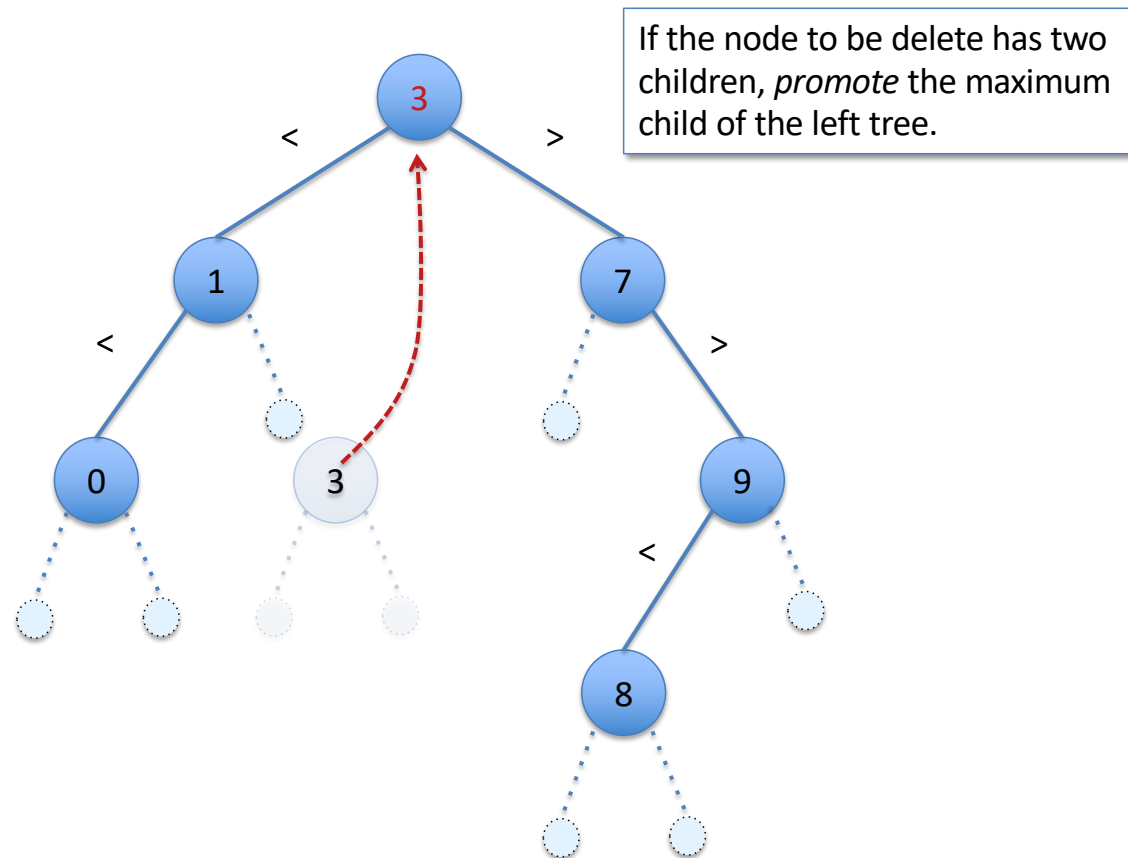 If the node to be delete has two
children, promote the maximum
child of the left tree.
3
< >
1 7
< >
0 3 9
<
8